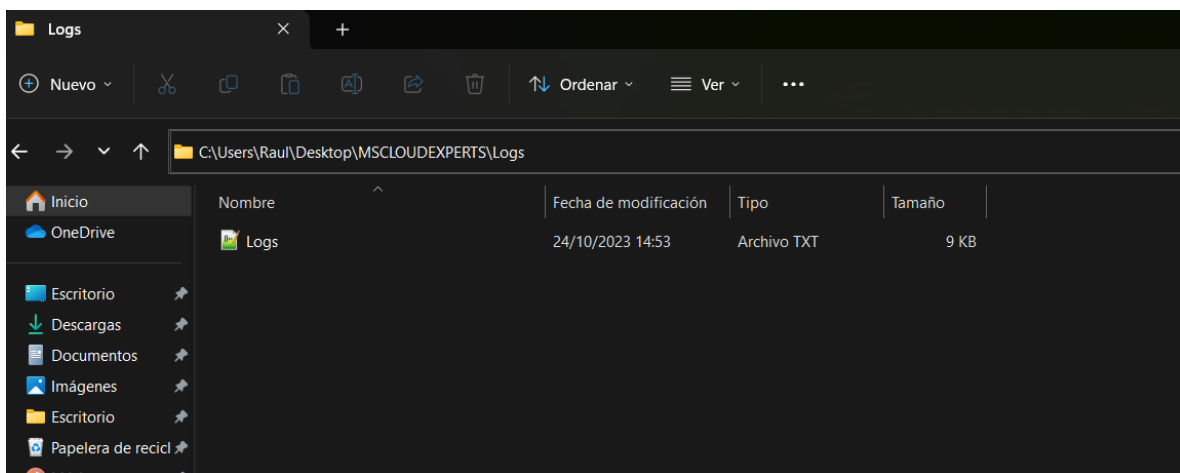 Logs
Nuevo
Ordenar
Ver
C:\Users\Raul\Desktop\MSCLOUDEXPERTS\Logs
Inicio
OneDrive
Escritorio
Descargas
Documentos
Imágenes
Escritorio
Papelera de recicl
Nombre Fecha de modificación Tipo Tamaño
Logs 24/10/2023 14:53 Archivo TXT 9 KB